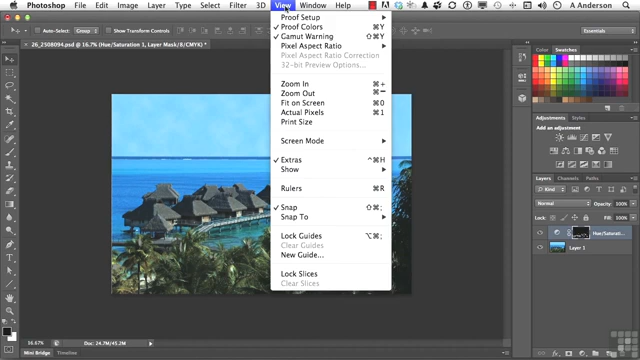 Photoshop File Edit Image Layer Type Select Filter 3D View Window Help A Anderson
Auto-Select: Group Show Transform Controls Essentials
26_2508094.psd @ 16.7% (Hue/Saturation 1, Layer Mask/8/CMYK) *
Proof Setup
✓ Proof Colors ⌘Y
✓ Gamut Warning ⇧⌘Y
Pixel Aspect Ratio
Pixel Aspect Ratio Correction
32-bit Preview Options...
Zoom In ⌘+
Zoom Out ⌘−
Fit on Screen ⌘0
Actual Pixels ⌘1
Print Size
Screen Mode
✓ Extras ^⌘H
Show
Rulers ⌘R
✓ Snap ⇧⌘;
Snap To
Lock Guides ⌥⌘;
Clear Guides
New Guide...
Lock Slices
Clear Slices
Color Swatches
Adjustments Styles
Add an adjustment
Layers Channels Paths
Kind
Normal Opacity: 100%
Lock: Fill: 100%
Hue/Saturati...
Layer 1
16.67% Doc: 24.7M/45.2M
Mini Bridge Timeline